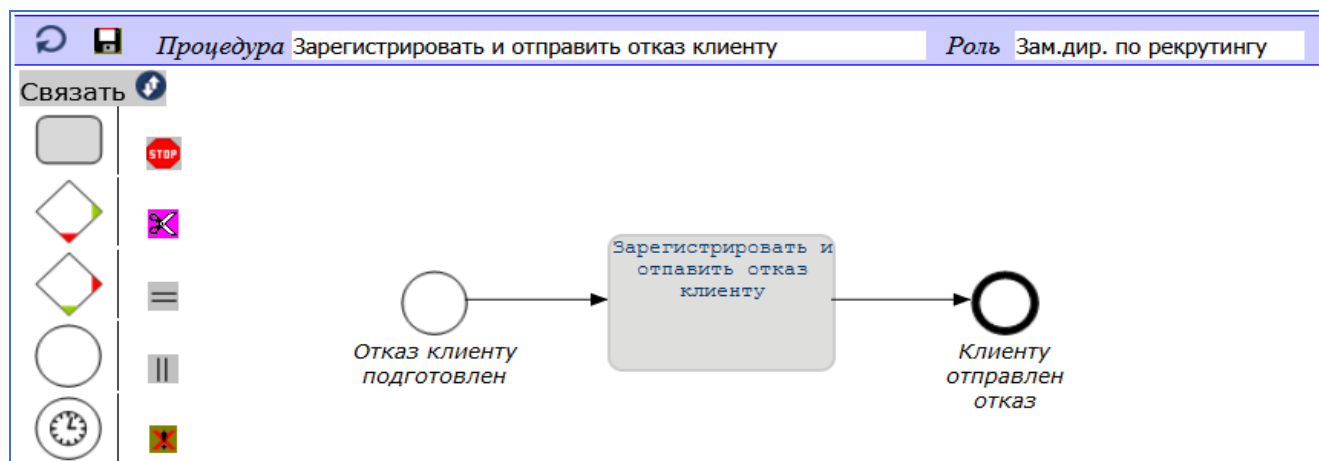 Процедура Зарегистрировать и отправить отказ клиенту Роль Зам.дир. по рекрутингу
Связать
STOP
Зарегистрировать и
отпавить отказ
клиенту
Отказ клиенту
подготовлен
Клиенту
отправлен
отказ